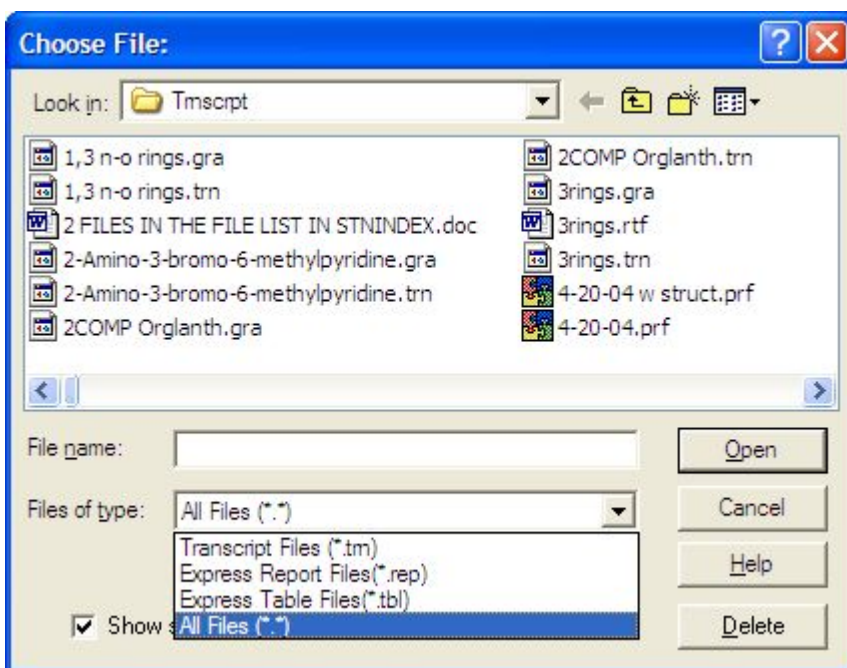 Choose File:
Look in: Trnscrpt
1,3 n-o rings.gra
1,3 n-o rings.trn
2 FILES IN THE FILE LIST IN STNINDEX.doc
2-Amino-3-bromo-6-methylpyridine.gra
2-Amino-3-bromo-6-methylpyridine.trn
2COMP Orglanth.gra
2COMP Orglanth.trn
3rings.gra
3rings.rtf
3rings.trn
4-20-04 w struct.prf
4-20-04.prf
File name:
Open
Files of type: All Files (*.*)
Cancel
Transcript Files (*.trn)
Express Report Files(*.rep)
Express Table Files(*.tbl)
All Files (*.*)
Help
Show
Delete